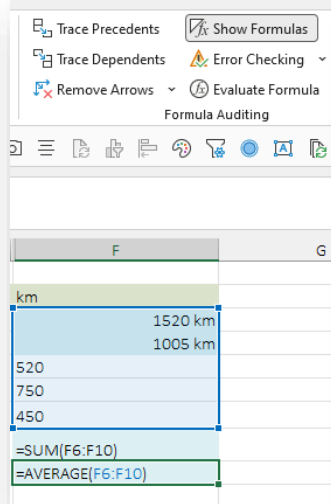 Trace Precedents
Show Formulas
Trace Dependents
Error Checking
Remove Arrows
Evaluate Formula
Formula Auditing
F
G
km
1520 km
1005 km
520
750
450
=SUM(F6:F10)
=AVERAGE(F6:F10)